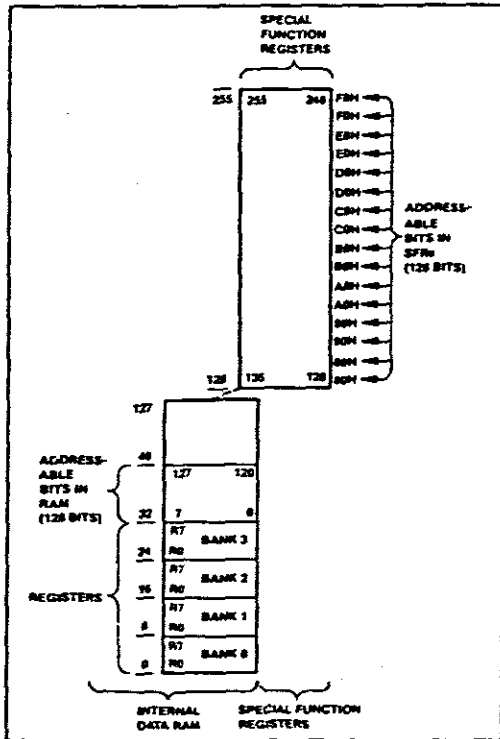 SPECIAL
FUNCTION
REGISTERS
255 255 248
F8H
F0H
E8H
E0H
D8H
D0H
C8H
C0H
B8H
B0H
A8H
A0H
98H
90H
88H
80H
ADDRESS-
ABLE
BITS IN
SFRs
(128 BITS)
128 135 128
127
48
ADDRESS-
ABLE
BITS IN
RAM
(128 BITS)
127 120
32 7 0
R7
BANK 3
24 R0
R7
BANK 2
16 R0
REGISTERS
R7
BANK 1
8 R0
R7
BANK 0
0 R0
INTERNAL
DATA RAM
SPECIAL FUNCTION
REGISTERS